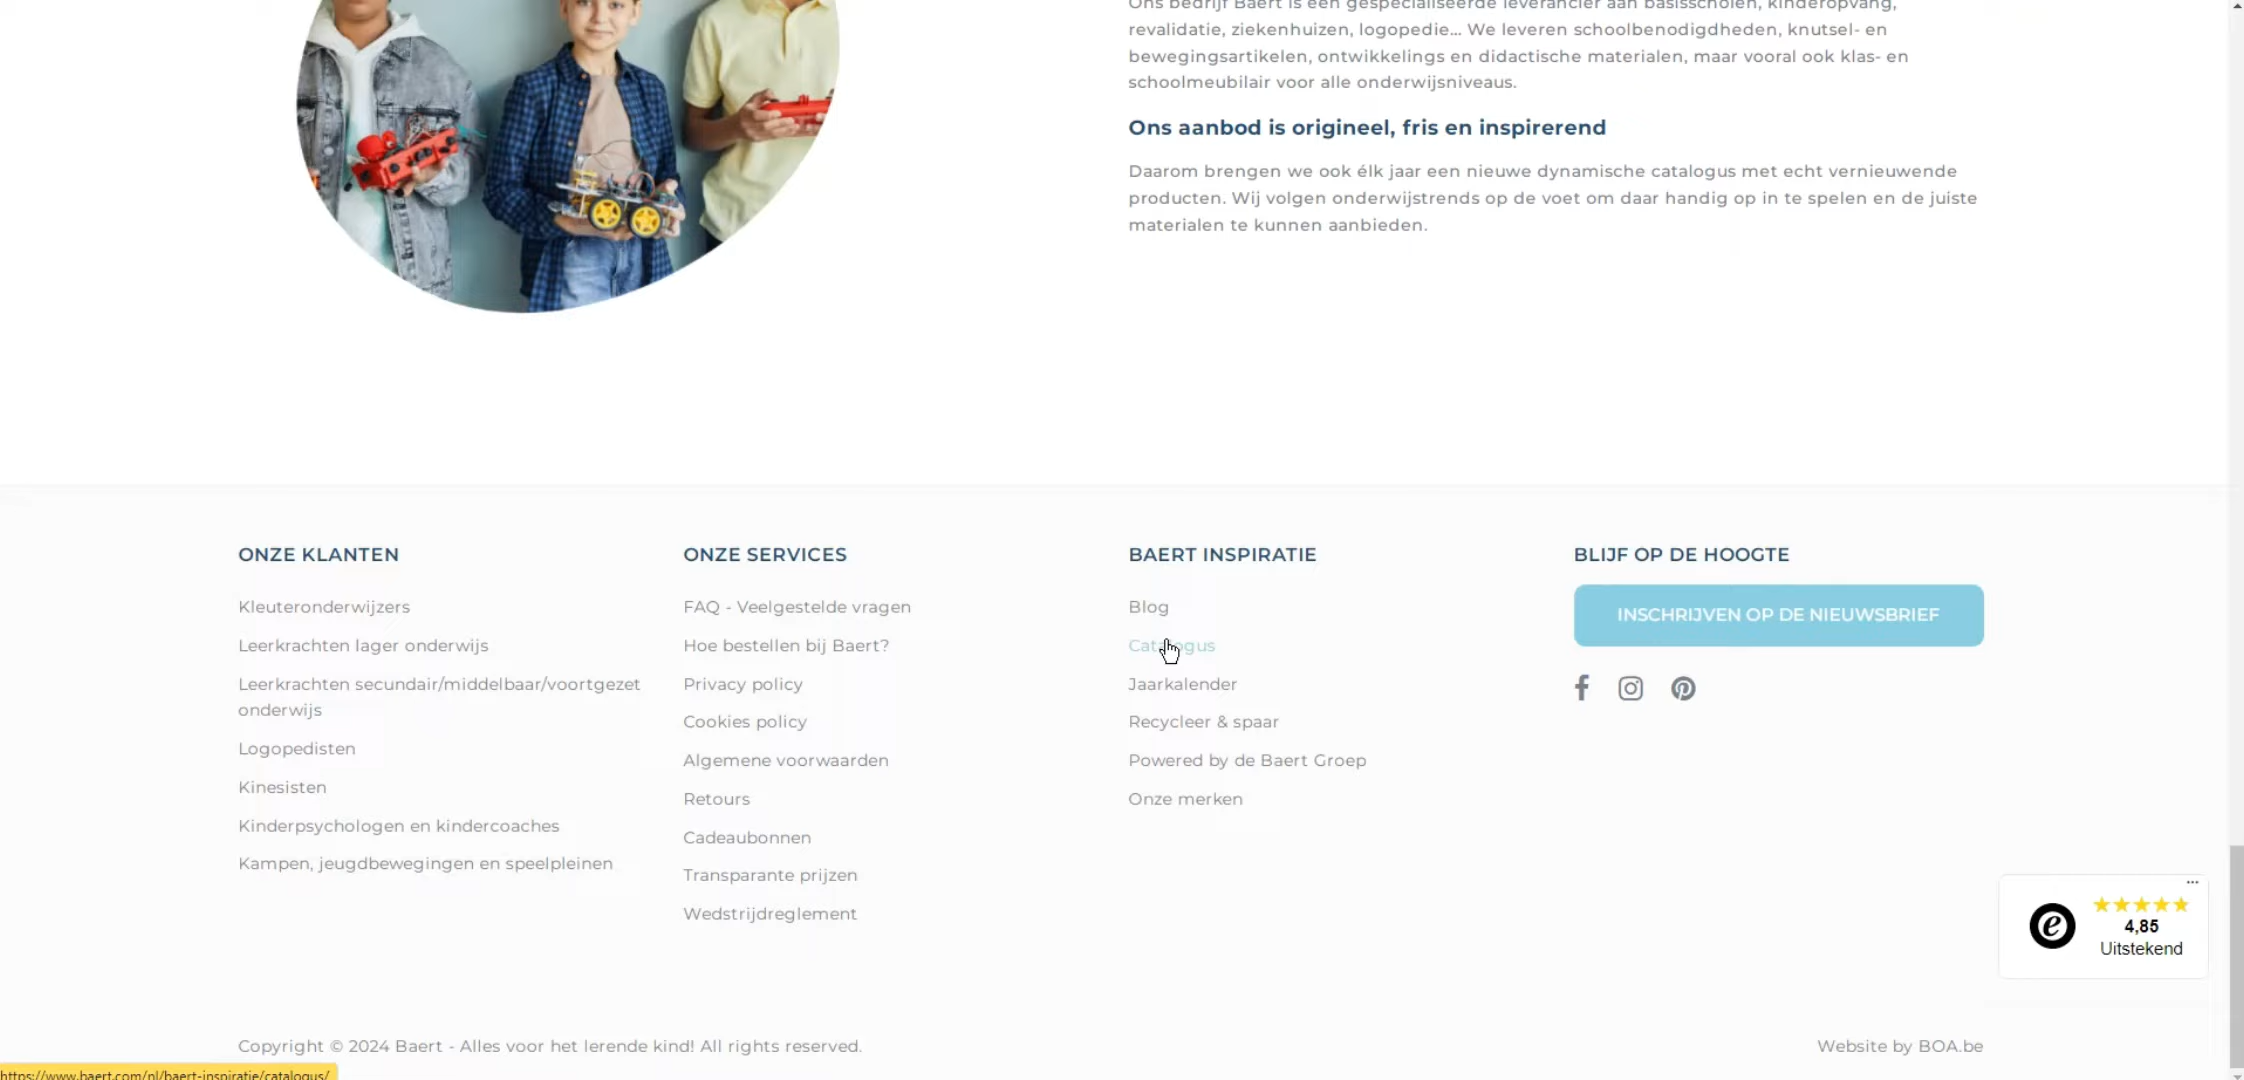 Ons bedrijf Baert is een gespecialiseerde leverancier aan basisscholen, kinderopvang,
revalidatie, ziekenhuizen, logopedie... We leveren schoolbenodigdheden, knutsel- en
bewegingsartikelen, ontwikkelings en didactische materialen, maar vooral ook klas- en
schoolmeubilair voor alle onderwijsniveaus.
Ons aanbod is origineel, fris en inspirerend
Daarom brengen we ook élk jaar een nieuwe dynamische catalogus met echt vernieuwende
producten. Wij volgen onderwijstrends op de voet om daar handig op in te spelen en de juiste
materialen te kunnen aanbieden.
ONZE KLANTEN
Kleuteronderwijzers
Leerkrachten lager onderwijs
Leerkrachten secundair/middelbaar/voortgezet
onderwijs
Logopedisten
Kinesisten
Kinderpsychologen en kindercoaches
Kampen, jeugdbewegingen en speelpleinen
ONZE SERVICES
FAQ - Veelgestelde vragen
Hoe bestellen bij Baert?
Privacy policy
Cookies policy
Algemene voorwaarden
Retours
Cadeaubonnen
Transparante prijzen
Wedstrijdreglement
BAERT INSPIRATIE
Blog
Catalogus
Jaarkalender
Recycleer & spaar
Powered by de Baert Groep
Onze merken
BLIJF OP DE HOOGTE
INSCHRIJVEN OP DE NIEUWSBRIEF
4,85
Uitstekend
Copyright © 2024 Baert - Alles voor het lerende kind! All rights reserved.
Website by BOA.be
https://www.baert.com/nl/baert-inspiratie/catalogus/